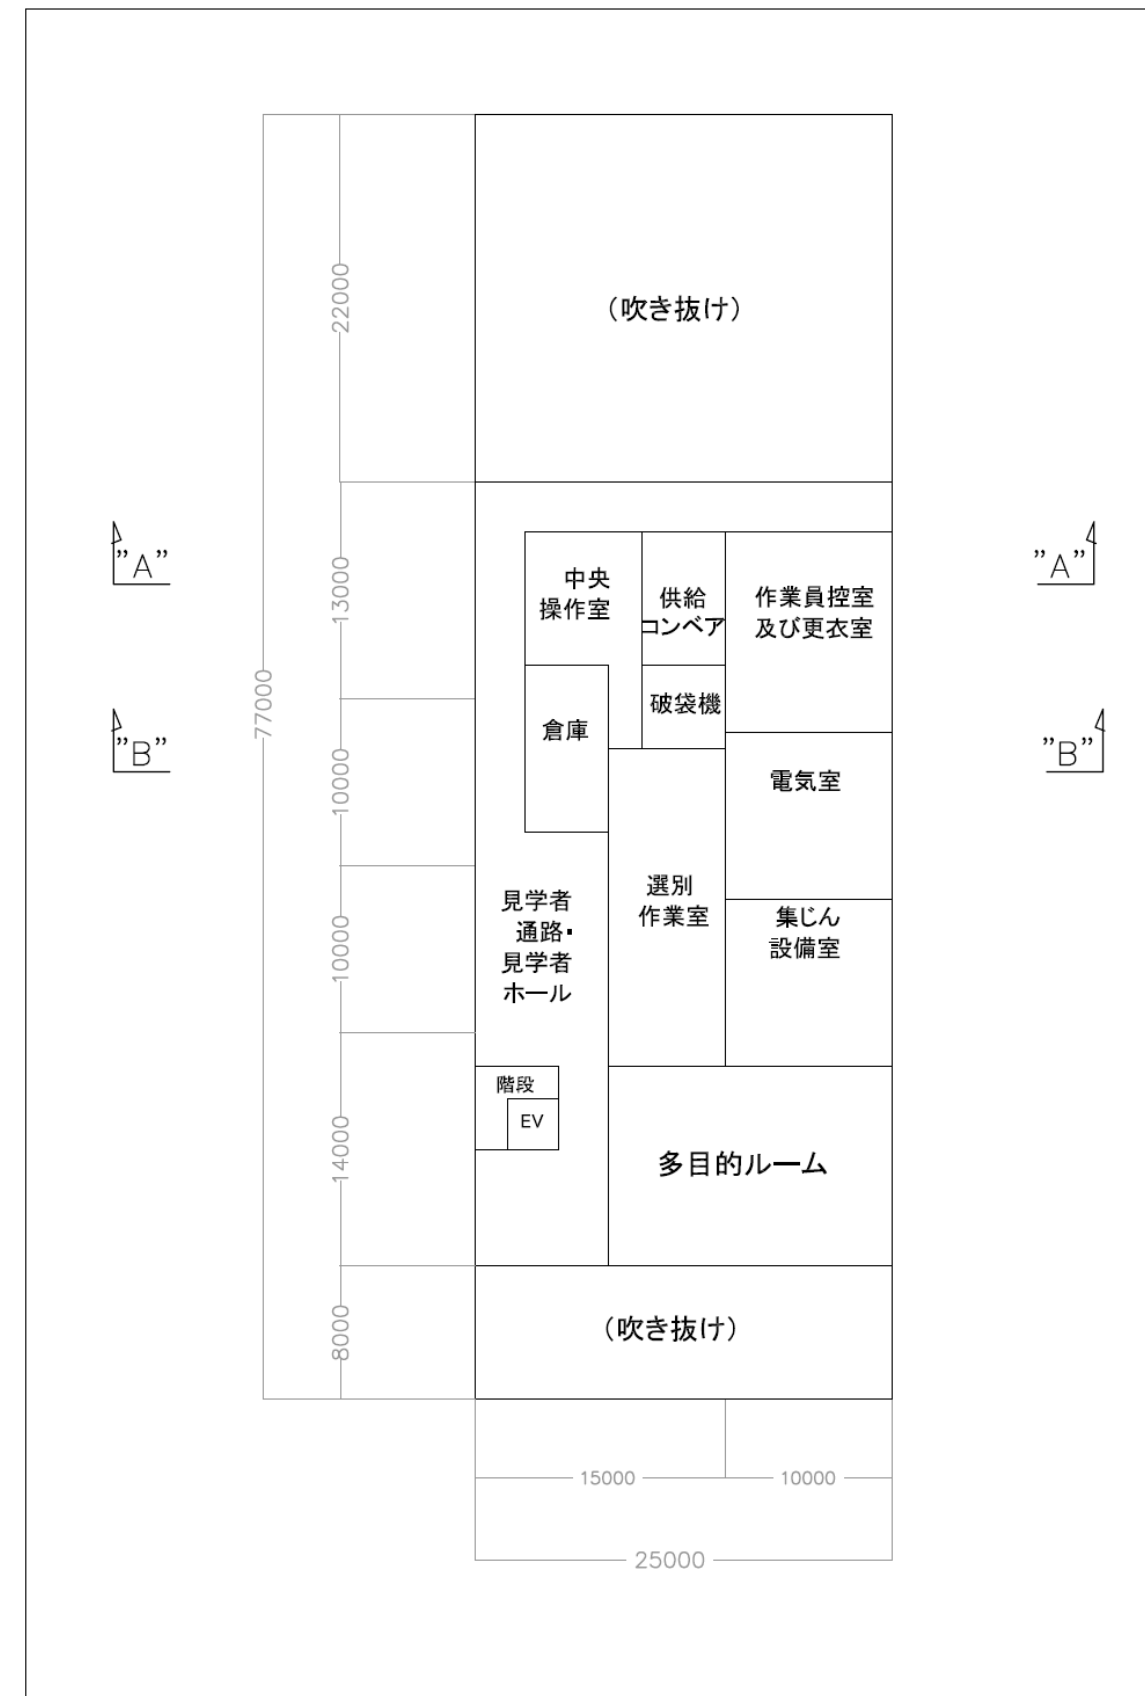 22000
(吹き抜け)
"A"
"A"
13000
中央
操作室
供給
コンベア
作業員控室
及び更衣室
77000
破袋機
"B"
"B"
倉庫
電気室
10000
選別
作業室
見学者
通路・
見学者
ホール
集じん
設備室
10000
階段
EV
14000
多目的ルーム
8000
(吹き抜け)
15000
10000
25000